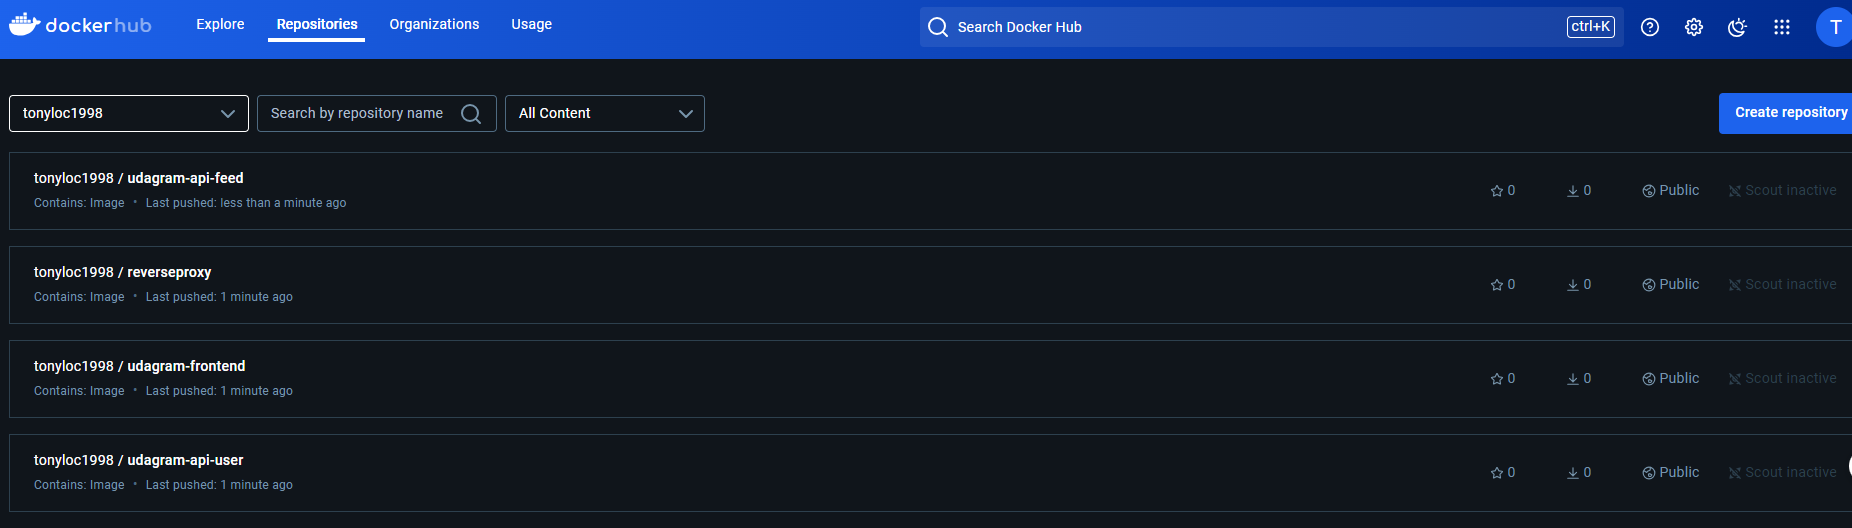 dockerhub Explore Repositories Organizations Usage Search Docker Hub ctrl+K T
tonyloc1998 Search by repository name All Content Create repository
tonyloc1998 / udagram-api-feed
Contains: Image • Last pushed: less than a minute ago
0 0 Public Scout inactive
tonyloc1998 / reverseproxy
Contains: Image • Last pushed: 1 minute ago
0 0 Public Scout inactive
tonyloc1998 / udagram-frontend
Contains: Image • Last pushed: 1 minute ago
0 0 Public Scout inactive
tonyloc1998 / udagram-api-user
Contains: Image • Last pushed: 1 minute ago
0 0 Public Scout inactive